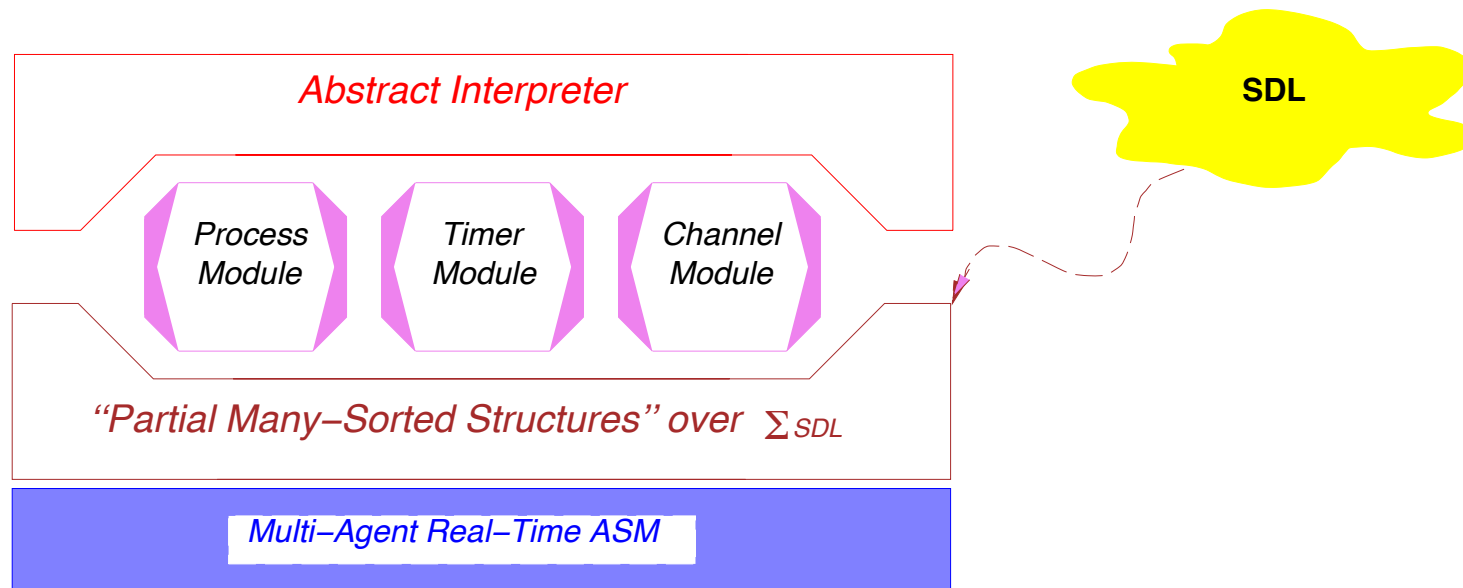 Abstract Interpreter
SDL
Process
Module
Timer
Module
Channel
Module
“Partial Many–Sorted Structures” over Σ SDL
Multi–Agent Real–Time ASM